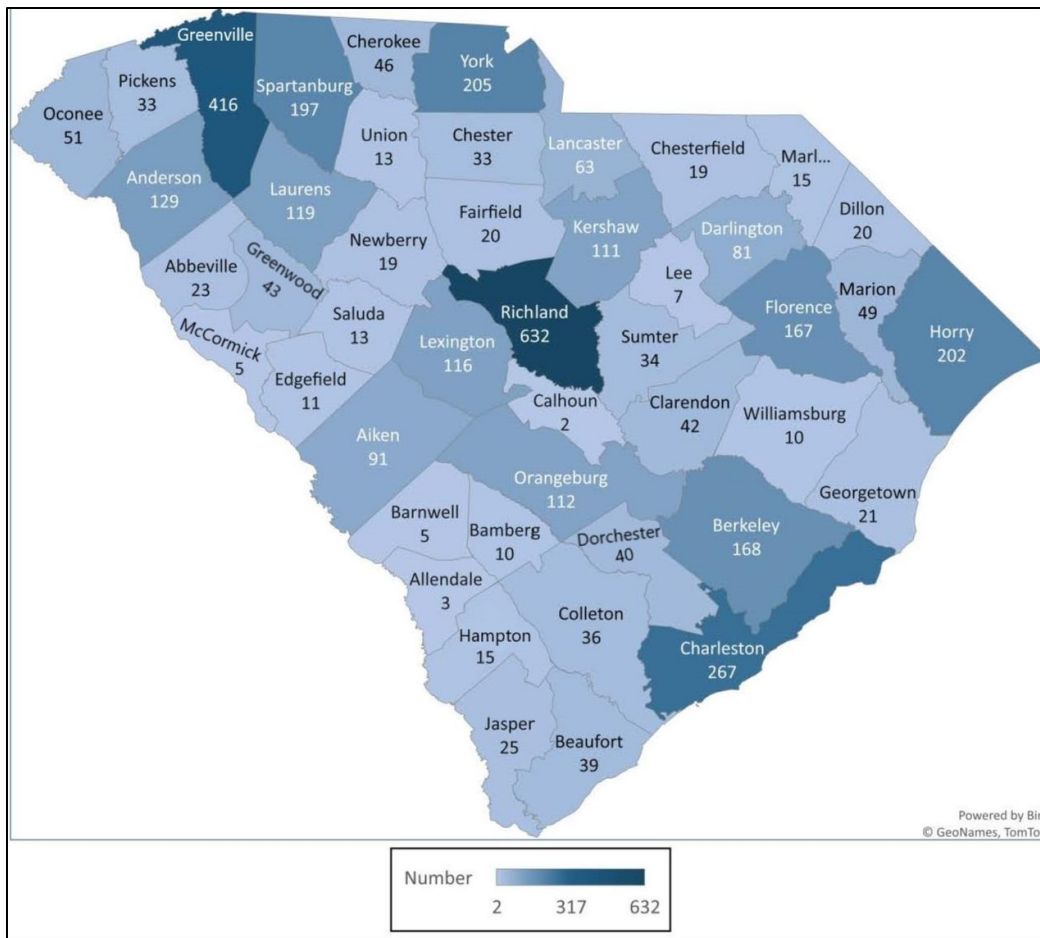 Greenville
416
Cherokee
46
York
205
Pickens
33
Spartanburg
197
Oconee
51
Union
13
Chester
33
Lancaster
63
Chesterfield
19
Marl...
15
Anderson
129
Laurens
119
Fairfield
20
Kershaw
111
Darlington
81
Dillon
20
Newberry
19
Abbeville
23
Greenwood
43
Lee
7
Marion
49
Richland
632
Florence
167
Saluda
13
Lexington
116
Sumter
34
Horry
202
McCormick
5
Edgefield
11
Calhoun
2
Clarendon
42
Williamsburg
10
Aiken
91
Orangeburg
112
Georgetown
21
Barnwell
5
Bamberg
10
Dorchester
40
Berkeley
168
Allendale
3
Colleton
36
Hampton
15
Charleston
267
Jasper
25
Beaufort
39
Powered by Bin
© GeoNames, TomTo
Number
2 317 632